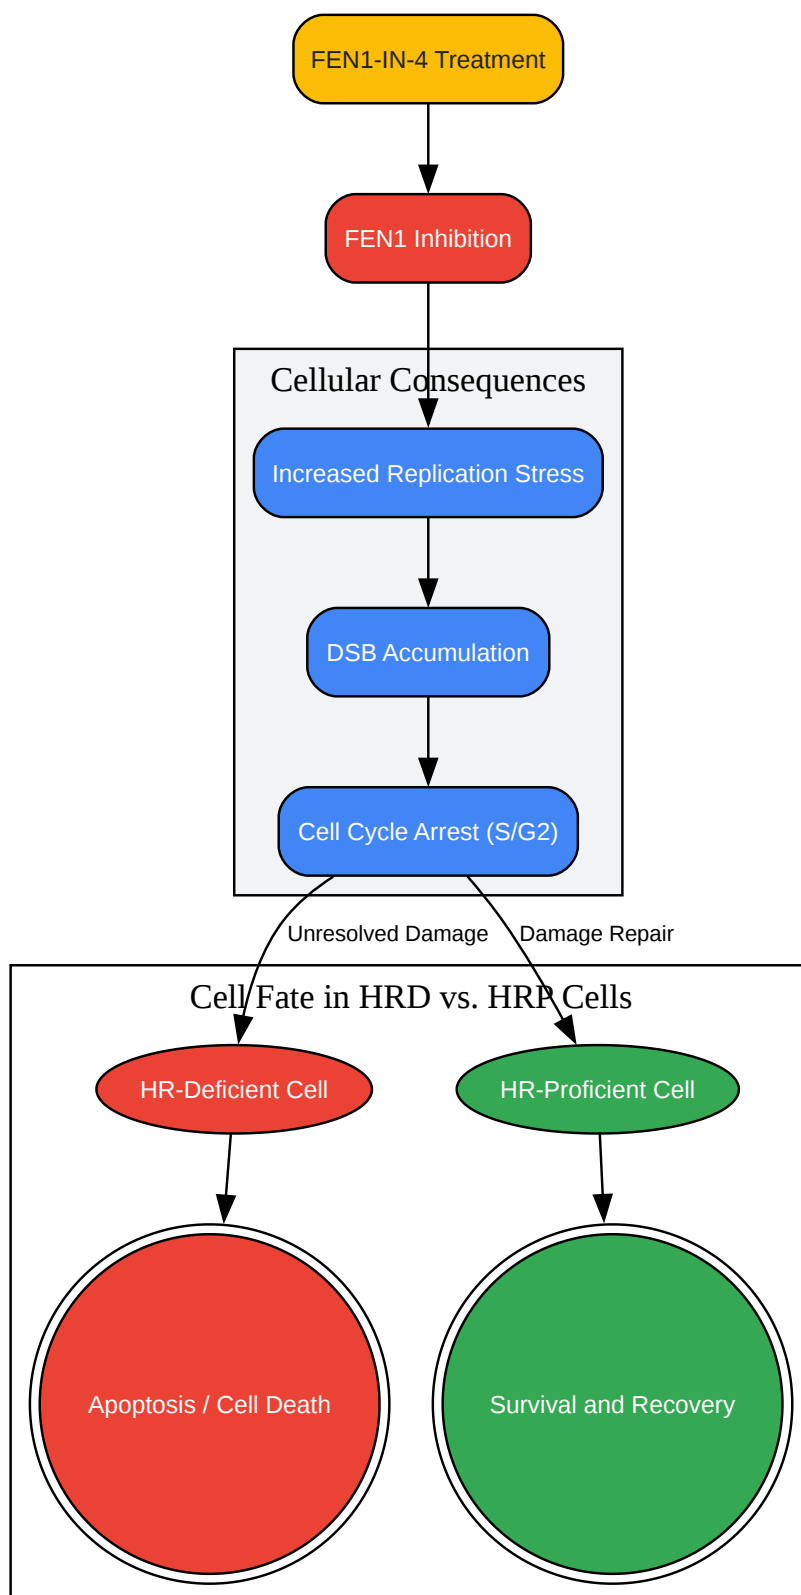 FEN1-IN-4 Treatment
FEN1 Inhibition
Cellular Consequences
Increased Replication Stress
DSB Accumulation
Cell Cycle Arrest (S/G2)
Unresolved Damage
Damage Repair
Cell Fate in HRD vs. HRP Cells
HR-Deficient Cell
HR-Proficient Cell
Apoptosis / Cell Death
Survival and Recovery